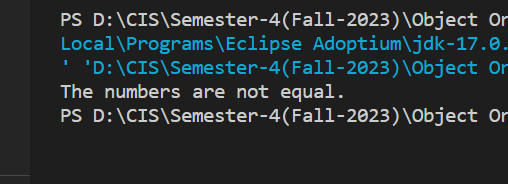 PS D:\CIS\Semester-4(Fall-2023)\Object Or
Local\Programs\Eclipse Adoptium\jdk-17.0.
' 'D:\CIS\Semester-4(Fall-2023)\Object Or
The numbers are not equal.
PS D:\CIS\Semester-4(Fall-2023)\Object Or